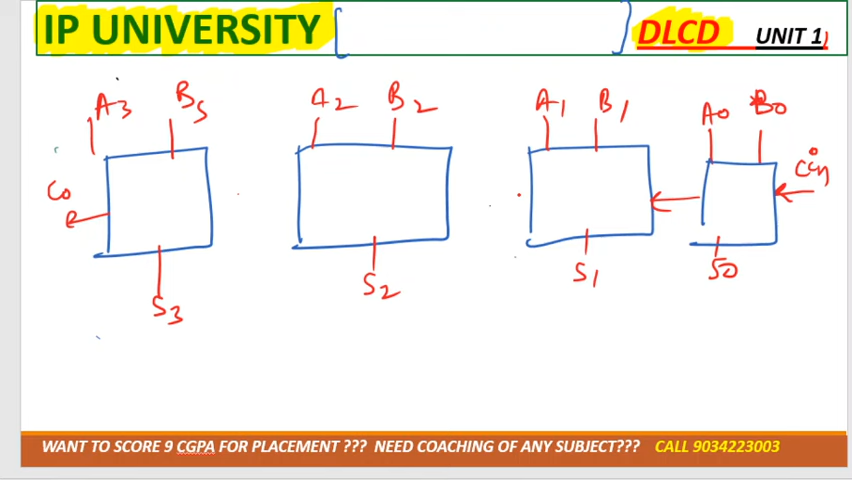 IP UNIVERSITY DLCD UNIT 1
A3 B3 A2 B2 A1 B1 A0 B0
Co Cin
S3 S2 S1 S0
WANT TO SCORE 9 CGPA FOR PLACEMENT ??? NEED COACHING OF ANY SUBJECT??? CALL 9034223003